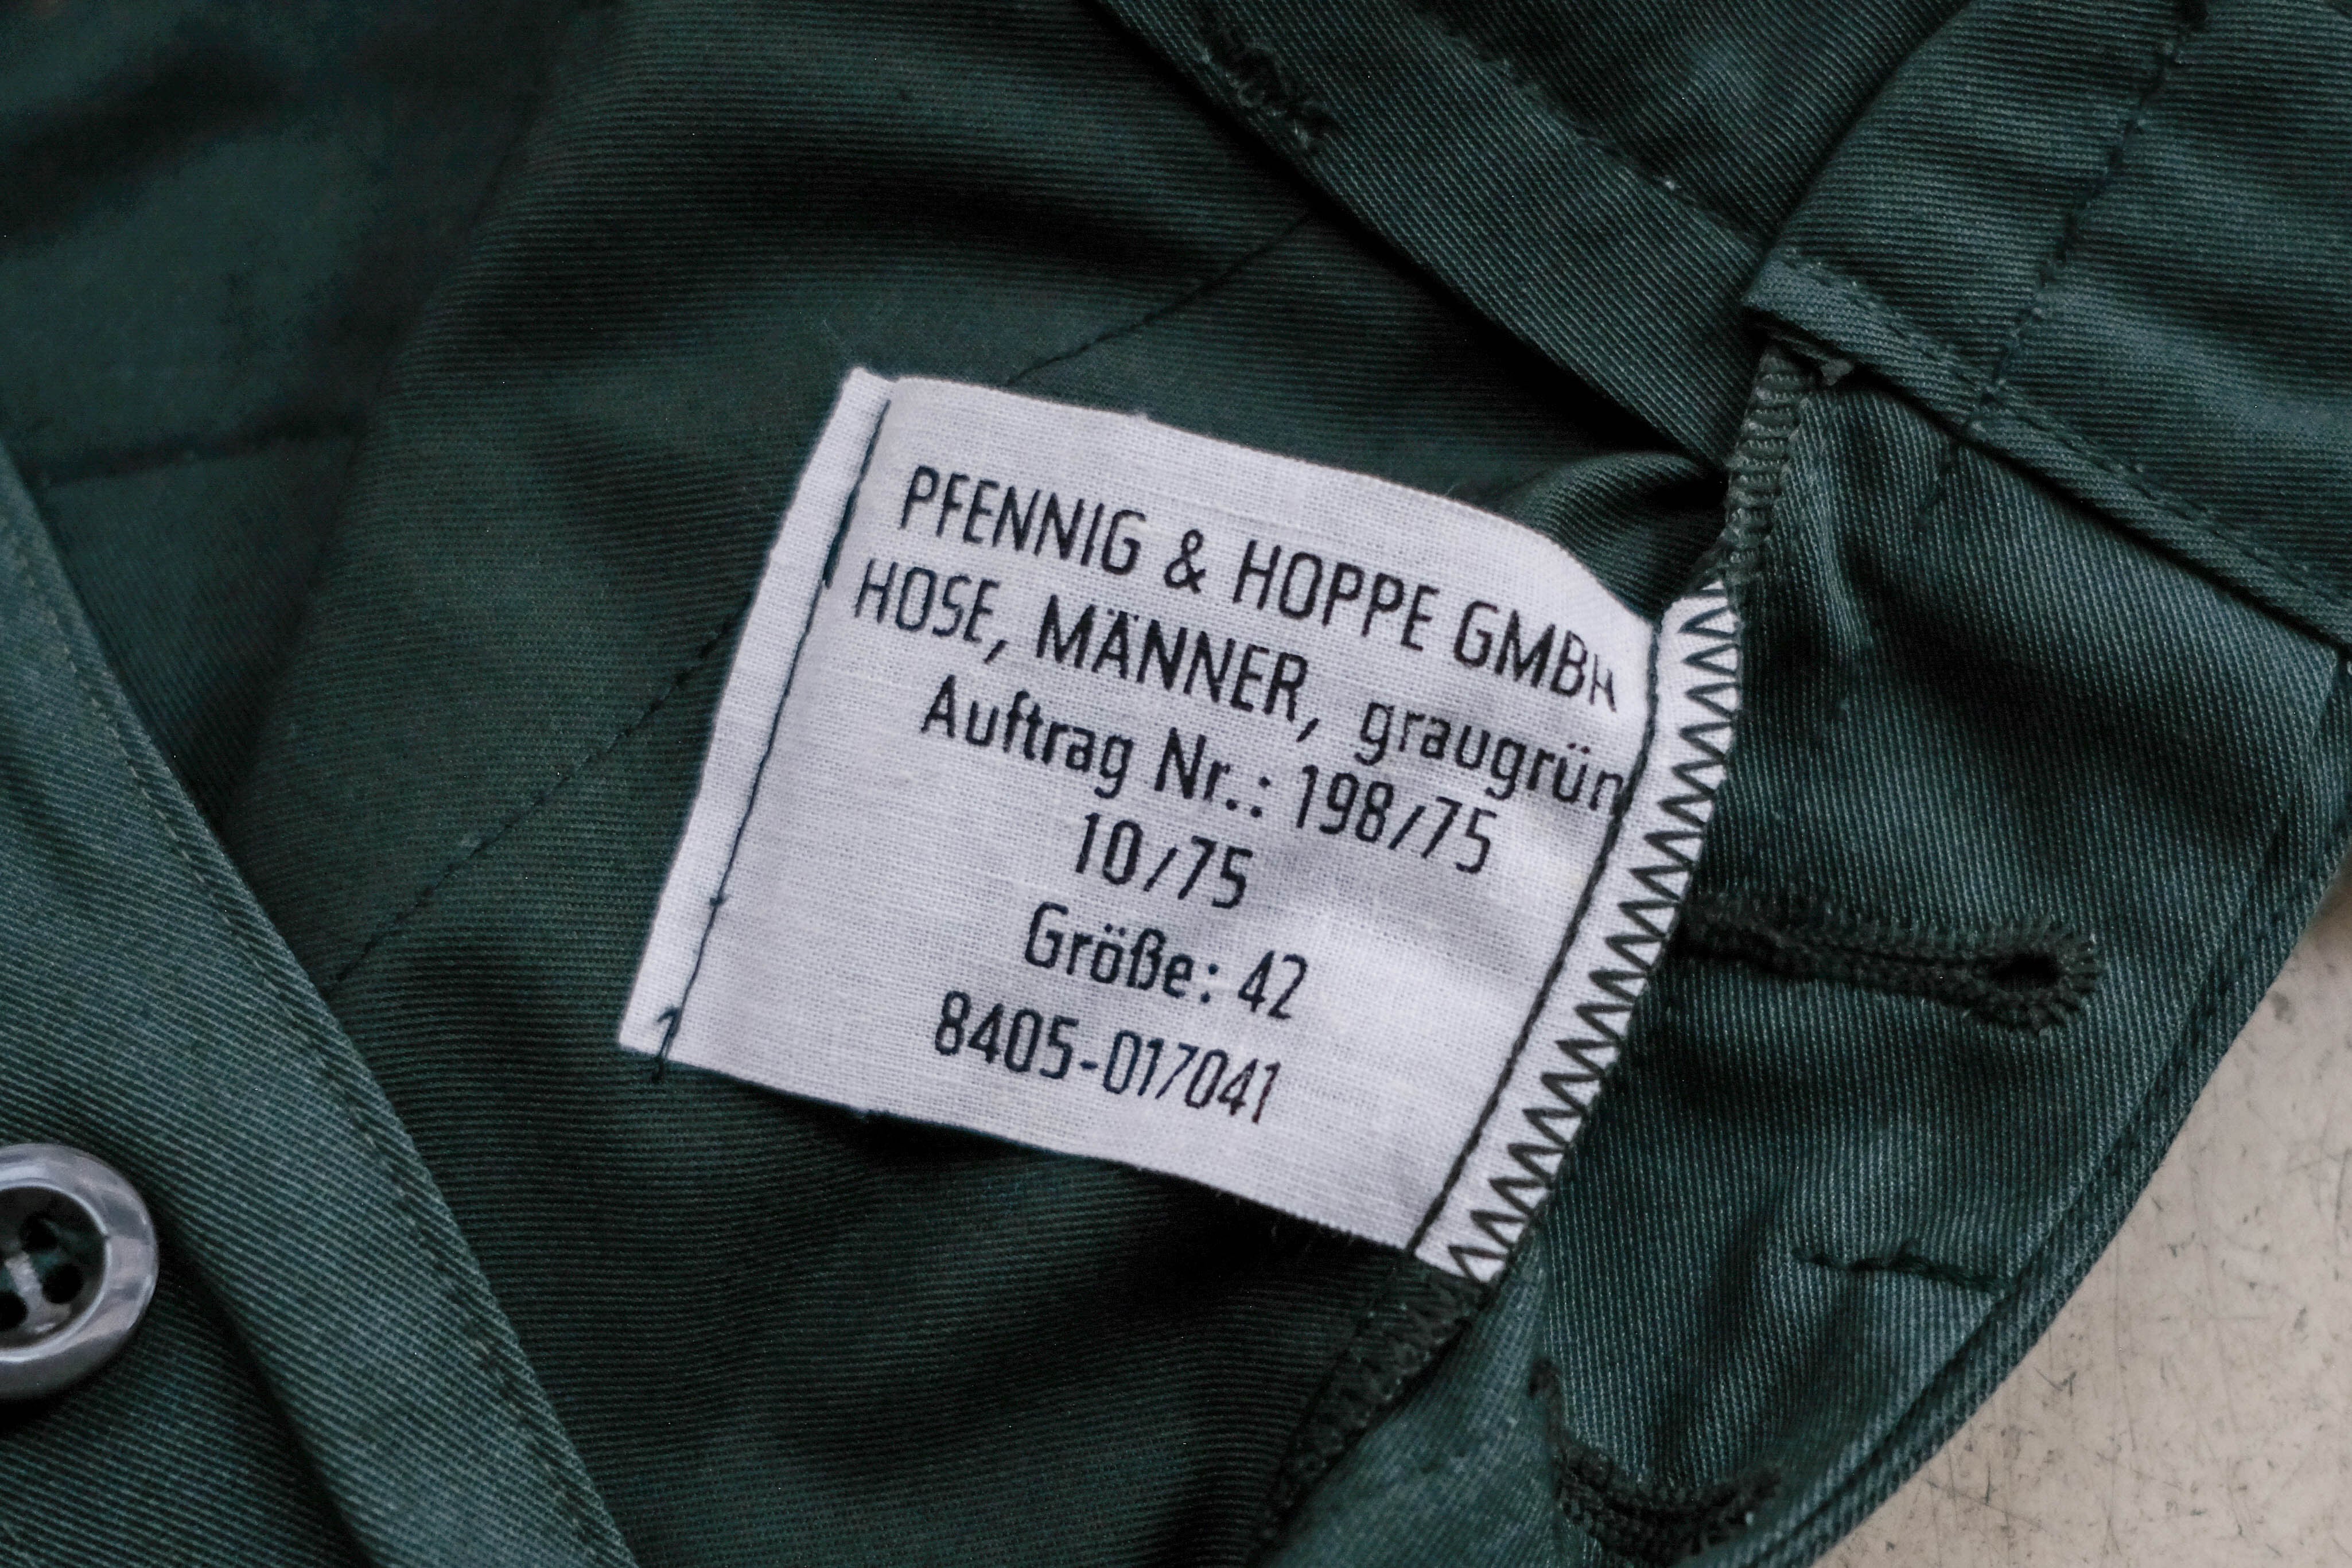 PFENNIG & HOPPE GMBH
HOSE, MÄNNER, graugrün
Auftrag Nr.: 198/75
10/75
Größe: 42
8405-017041